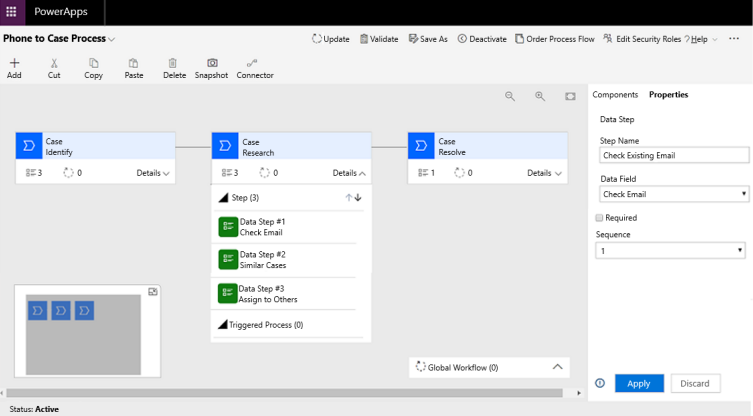 PowerApps
Phone to Case Process
Update Validate Save As Deactivate Order Process Flow Edit Security Roles ? Help ...
Add Cut Copy Paste Delete Snapshot Connector
Components Properties
Data Step
Step Name
Check Existing Email
Data Field
Check Email
Required
Sequence
1
Case
Identify
3 0 Details
Case
Research
3 0 Details
Case
Resolve
1 0 Details
Step (3)
Data Step #1
Check Email
Data Step #2
Similar Cases
Data Step #3
Assign to Others
Triggered Process (0)
Global Workflow (0)
Apply Discard
Status: Active